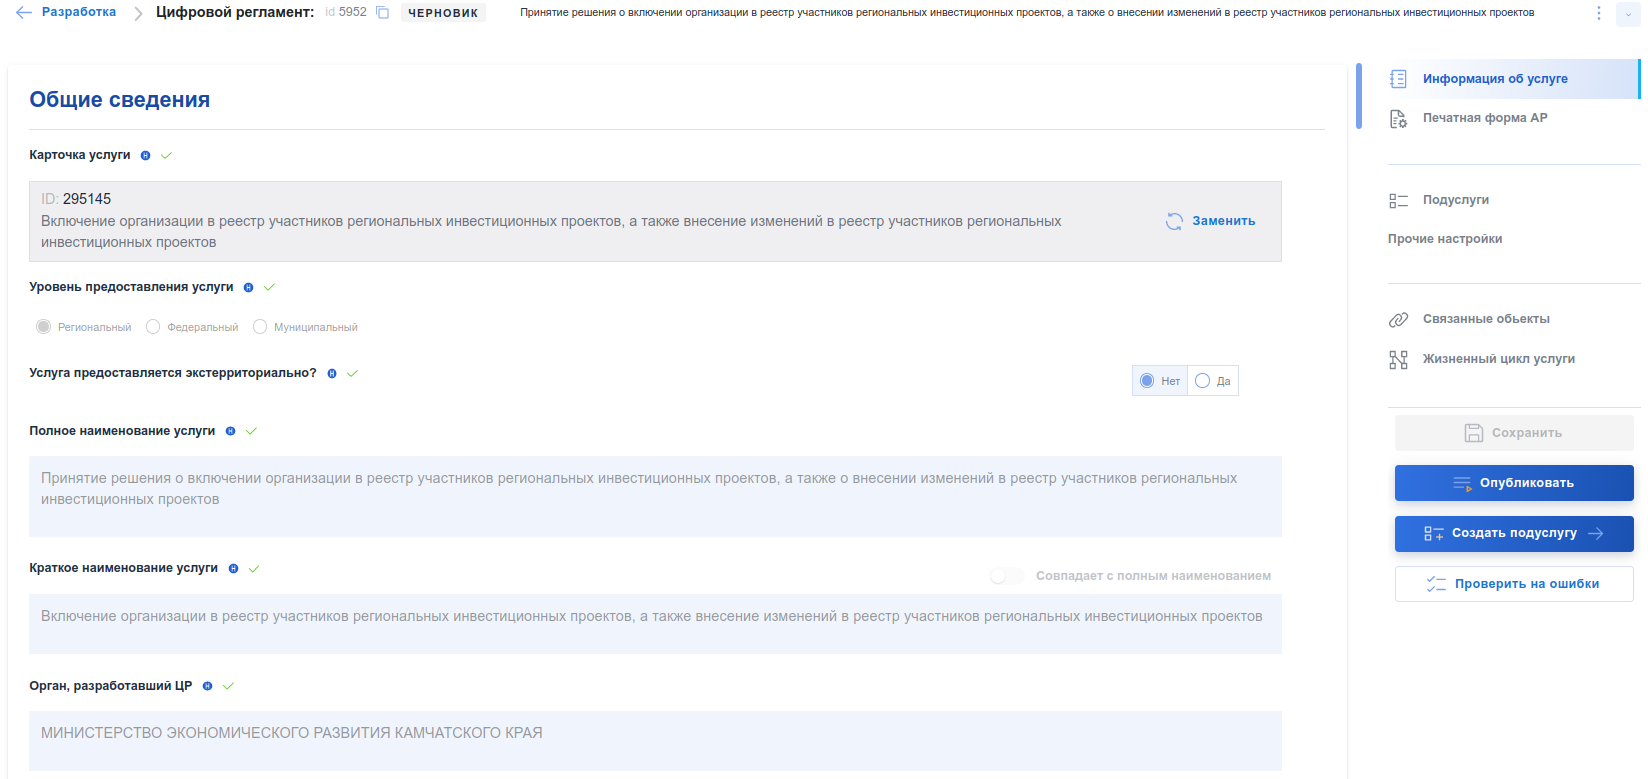 Разработка
Цифровой регламент: id 5952 ЧЕРНОВИК
Принятие решения о включении организации в реестр участников региональных инвестиционных проектов, а также о внесении изменений в реестр участников региональных инвестиционных проектов
Общие сведения
Карточка услуги
ID: 295145
Включение организации в реестр участников региональных инвестиционных проектов, а также внесение изменений в реестр участников региональных
инвестиционных проектов
Заменить
Уровень предоставления услуги
Региональный Федеральный Муниципальный
Услуга предоставляется экстерриториально?
Нет Да
Полное наименование услуги
Принятие решения о включении организации в реестр участников региональных инвестиционных проектов, а также о внесении изменений в реестр участников региональных
инвестиционных проектов
Краткое наименование услуги
Совпадает с полным наименованием
Включение организации в реестр участников региональных инвестиционных проектов, а также внесение изменений в реестр участников региональных инвестиционных проектов
Орган, разработавший ЦР
МИНИСТЕРСТВО ЭКОНОМИЧЕСКОГО РАЗВИТИЯ КАМЧАТСКОГО КРАЯ
Информация об услуге
Печатная форма АР
Подуслуги
Прочие настройки
Связанные обьекты
Жизненный цикл услуги
Сохранить
Опубликовать
Создать подуслугу
Проверить на ошибки